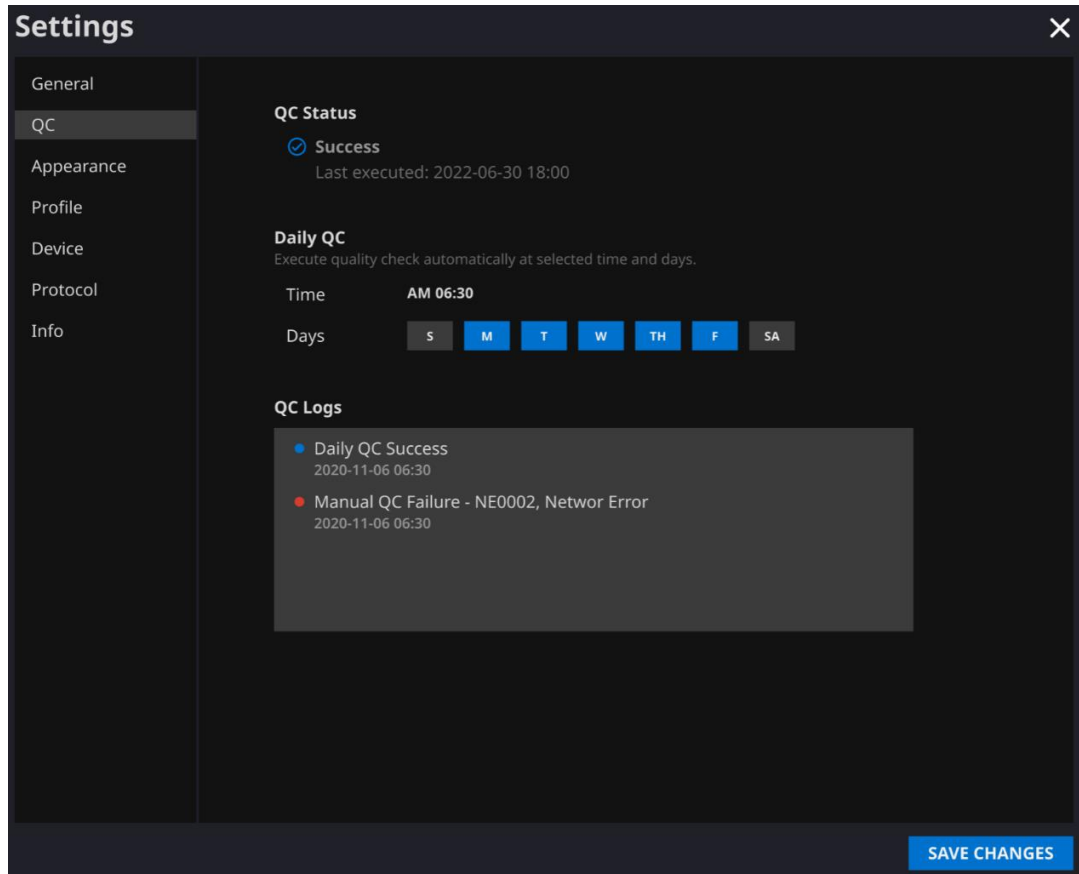 Settings
General
QC
Appearance
Profile
Device
Protocol
Info
QC Status
Success
Last executed: 2022-06-30 18:00
Daily QC
Execute quality check automatically at selected time and days.
Time AM 06:30
Days S M T W TH F SA
QC Logs
Daily QC Success
2020-11-06 06:30
Manual QC Failure - NE0002, Networ Error
2020-11-06 06:30
SAVE CHANGES